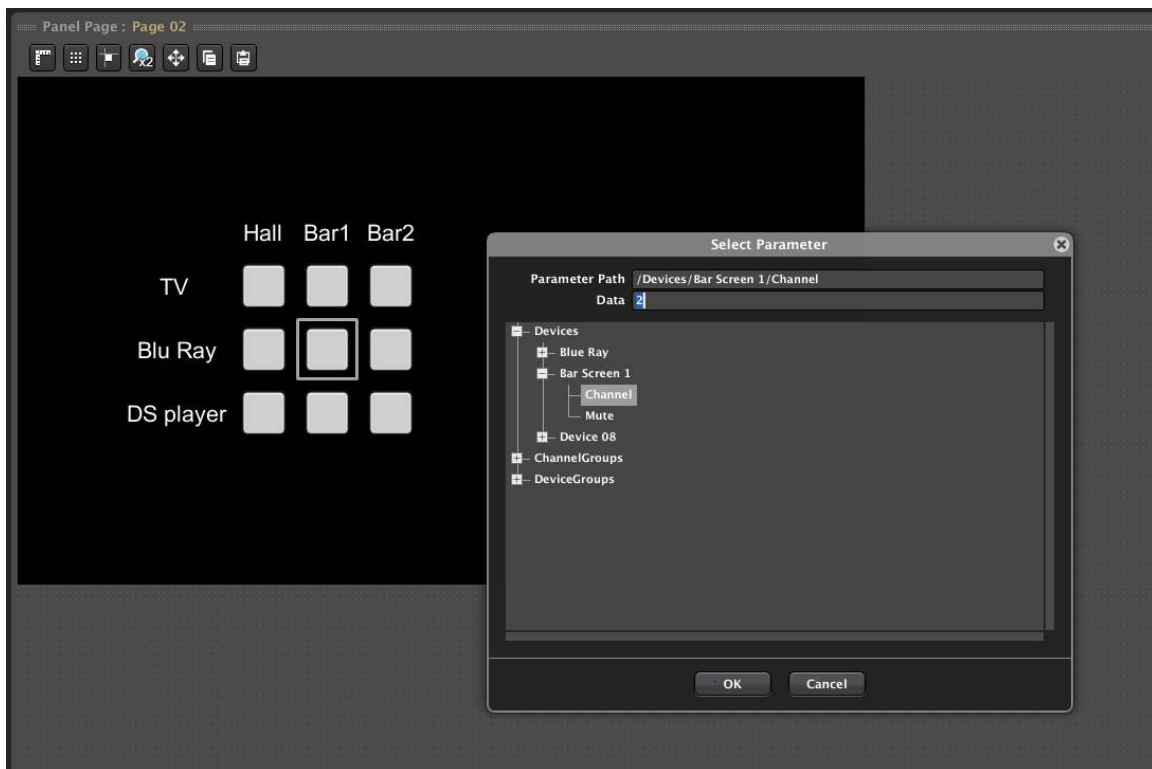 Panel Page : Page 02
x2
Hall Bar1 Bar2
TV
Blu Ray
DS player
Select Parameter
Parameter Path /Devices/Bar Screen 1/Channel
Data 2
Devices
Blue Ray
Bar Screen 1
Channel
Mute
Device 08
ChannelGroups
DeviceGroups
OK Cancel